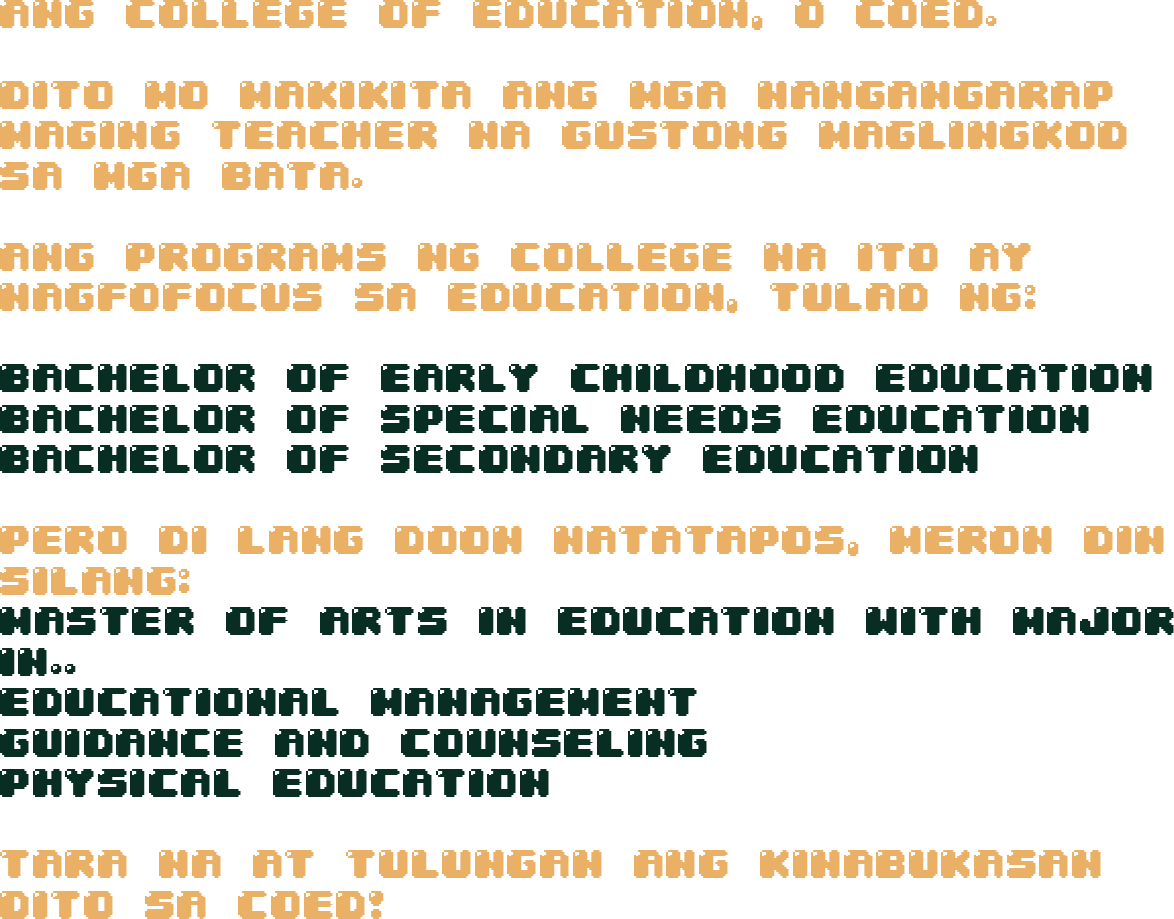 ANG COLLEGE OF EDUCATION, O COED.
DITO MO MAKIKITA ANG MGA NANGANGARAP
MAGING TEACHER NA GUSTONG MAGLINGKOD
SA MGA BATA.
ANG PROGRAMS NG COLLEGE NA ITO AY
NAGFOFOCUS SA EDUCATION, TULAD NG:
BACHELOR OF EARLY CHILDHOOD EDUCATION
BACHELOR OF SPECIAL NEEDS EDUCATION
BACHELOR OF SECONDARY EDUCATION
PERO DI LANG DOON NATATAPOS, MERON DIN
SILANG:
MASTER OF ARTS IN EDUCATION WITH MAJOR
IN..
EDUCATIONAL MANAGEMENT
GUIDANCE AND COUNSELING
PHYSICAL EDUCATION
TARA NA AT TULUNGAN ANG KINABUKASAN
DITO SA COED!